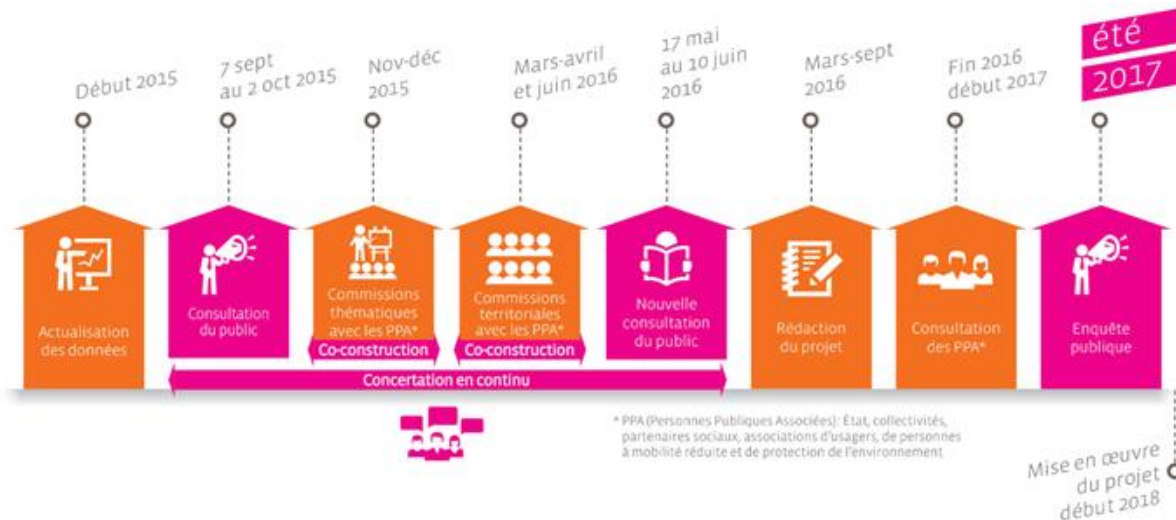 Début 2015
7 sept
au 2 oct 2015
Nov-déc
2015
Mars-avril
et juin 2016
17 mai
au 10 juin
2016
Mars-sept
2016
Fin 2016
début 2017
été
2017
Actualisation
des données
Consultation
du public
Commissions
thématiques
avec les PPA*
Co-construction
Commissions
territoriales
avec les PPA*
Co-construction
Nouvelle
consultation
du public
Rédaction
du projet
Consultation
des PPA*
Enquête
publique
Concertation en continu
* PPA (Personnes Publiques Associées) : État, collectivités,
partenaires sociaux, associations d'usagers, de personnes
à mobilité réduite et de protection de l'environnement
Mise en œuvre
du projet
début 2018